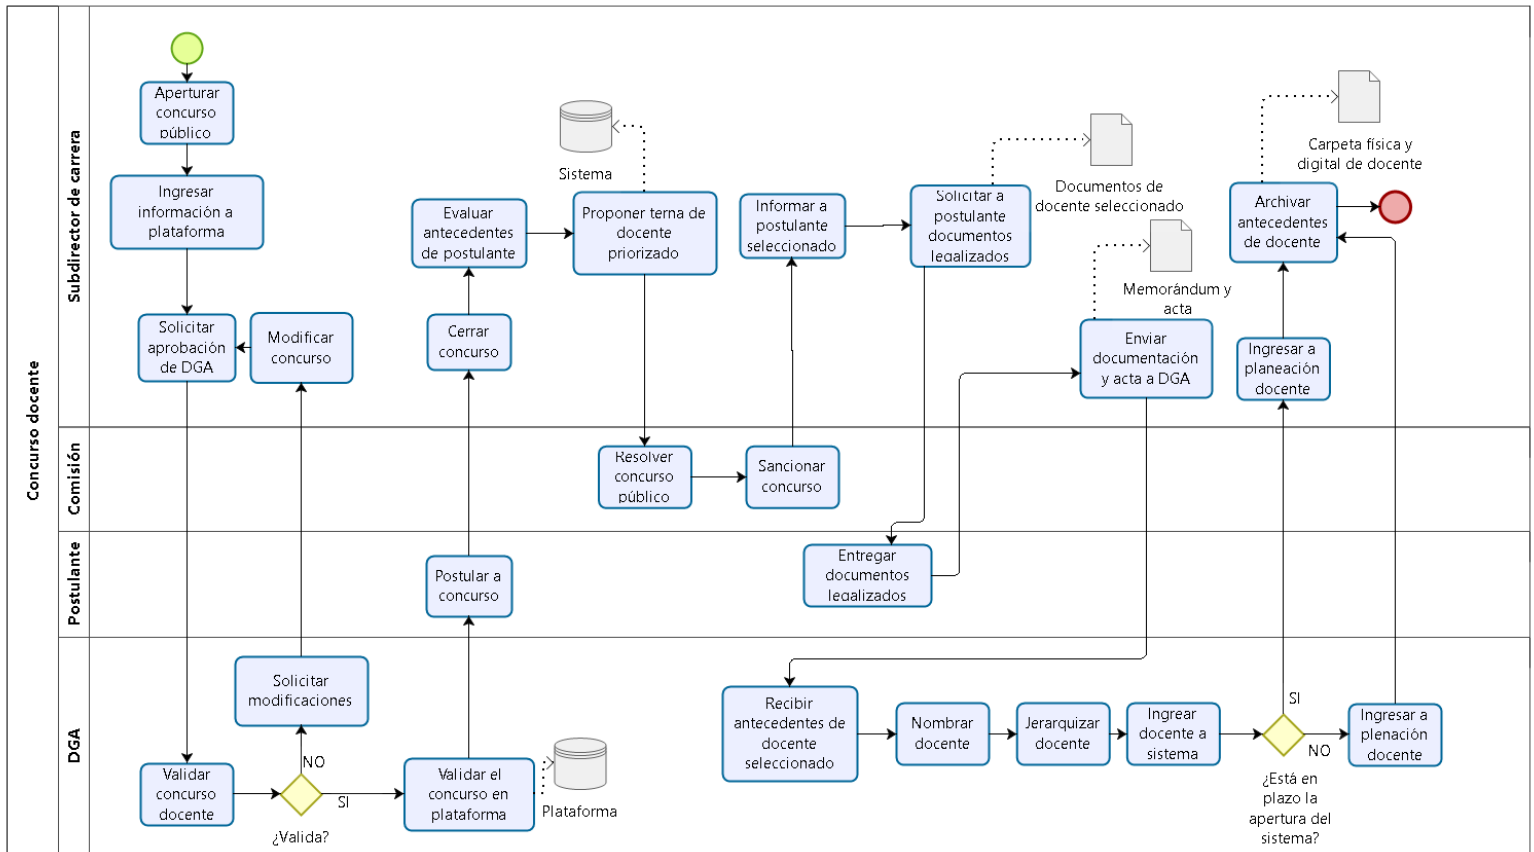 Concurso docente
Subdirector de carrera
Aperturar
concurso
público
Ingresar
información a
plataforma
Solicitar
aprobación
de DGA
Modificar
concurso
Evaluar
antecedentes
de postulante
Cerrar
concurso
Sistema
Proponer terna de
docente
priorizado
Informar a
postulante
seleccionado
Solicitar a
postulante
documentos
legalizados
Documentos de
docente seleccionado
Memorándum y
acta
Enviar
documentación
y acta a DGA
Carpeta física y
digital de docente
Archivar
antecedentes
de docente
Ingresar a
planeación
docente
Comisión
Resolver
concurso
público
Sancionar
concurso
Postulante
Postular a
concurso
Entregar
documentos
legalizados
DGA
Solicitar
modificaciones
Validar
concurso
docente
NO
SI
¿Valida?
Validar el
concurso en
plataforma
Plataforma
Recibir
antecedentes de
docente
seleccionado
Nombrar
docente
Jerarquizar
docente
Ingrear
docente a
sistema
SI
NO
¿Está en
plazo la
apertura del
sistema?
Ingresar a
plenación
docente